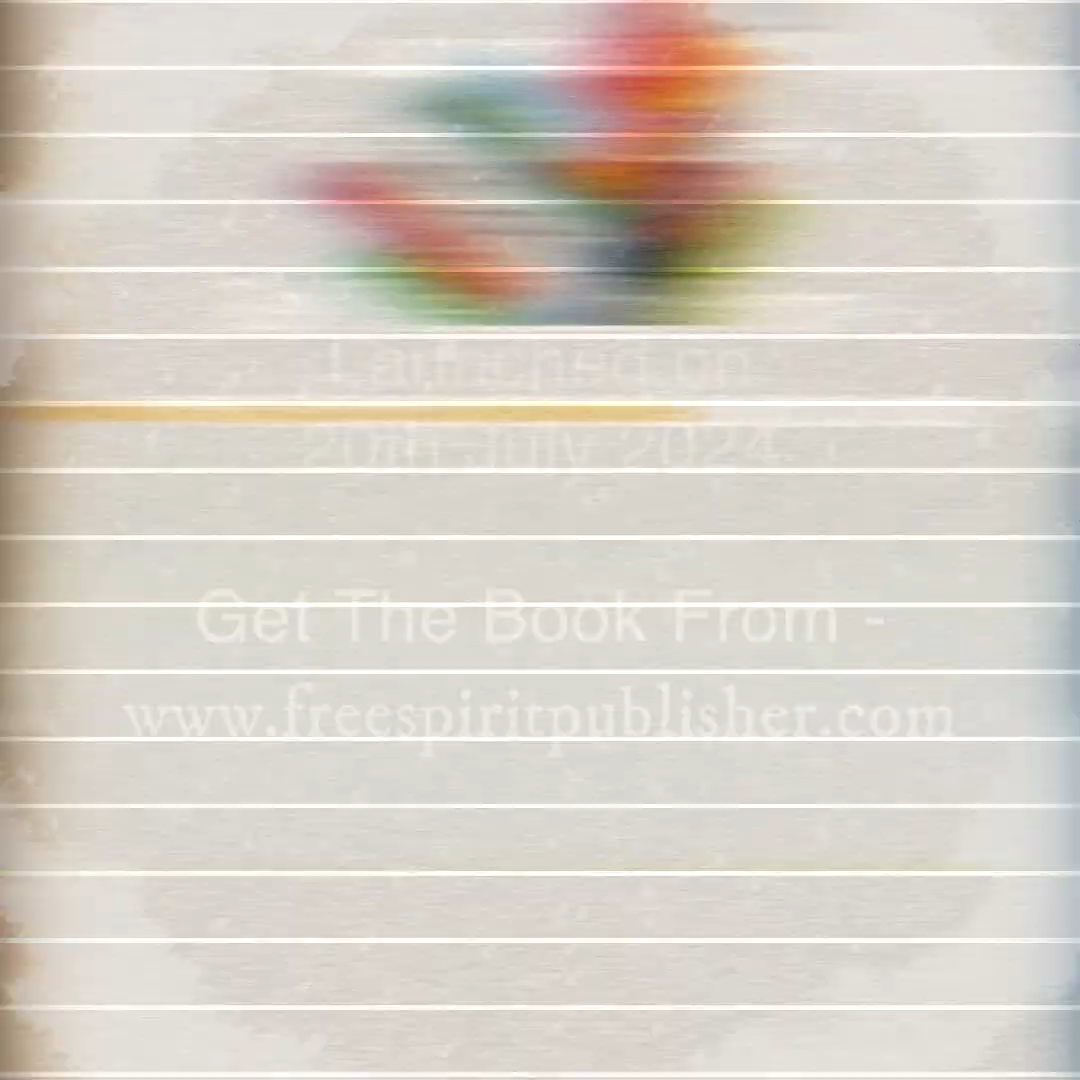 Launched on
20th July 2024
Get The Book From -
www.freespiritpublisher.com